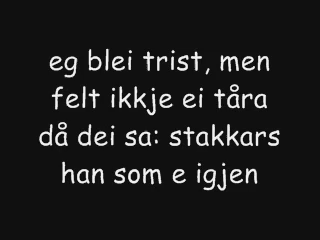 eg blei trist, men
felt ikkje ei tåra
då dei sa: stakkars
han som e igjen